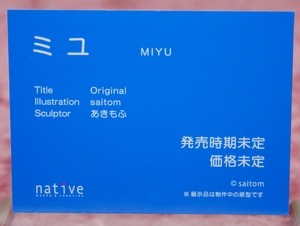 ミユ MIYU
Title Original
Illustration saitom
Sculptor あきもふ
発売時期未定
価格未定
© saitom
native
※展示品は制作中の原型です